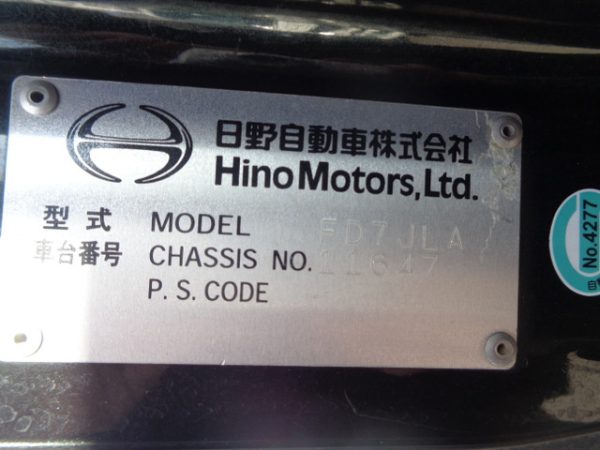 日野自動車株式会社
Hino Motors, Ltd.
型式 MODEL FD7JLA
車台番号 CHASSIS NO.
P. S. CODE
No.4277